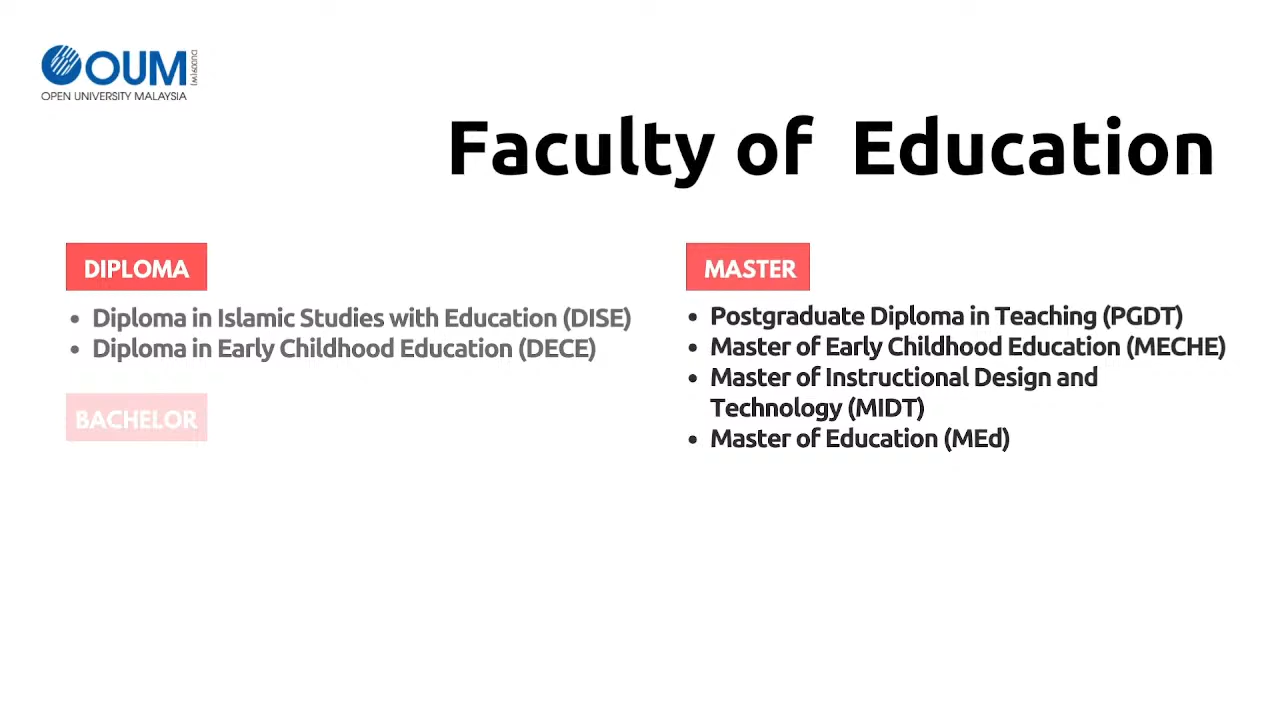 OUM
DU009(W)
OPEN UNIVERSITY MALAYSIA
Faculty of Education
DIPLOMA
• Diploma in Islamic Studies with Education (DISE)
• Diploma in Early Childhood Education (DECE)
BACHELOR
MASTER
• Postgraduate Diploma in Teaching (PGDT)
• Master of Early Childhood Education (MECHE)
• Master of Instructional Design and
Technology (MIDT)
• Master of Education (MEd)